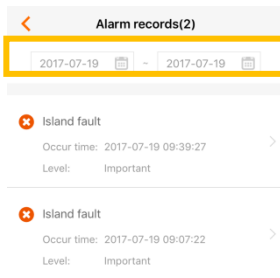 Alarm records(2)
2017-07-19 - 2017-07-19
Island fault
Occur time: 2017-07-19 09:39:27
Level: Important
Island fault
Occur time: 2017-07-19 09:07:22
Level: Important